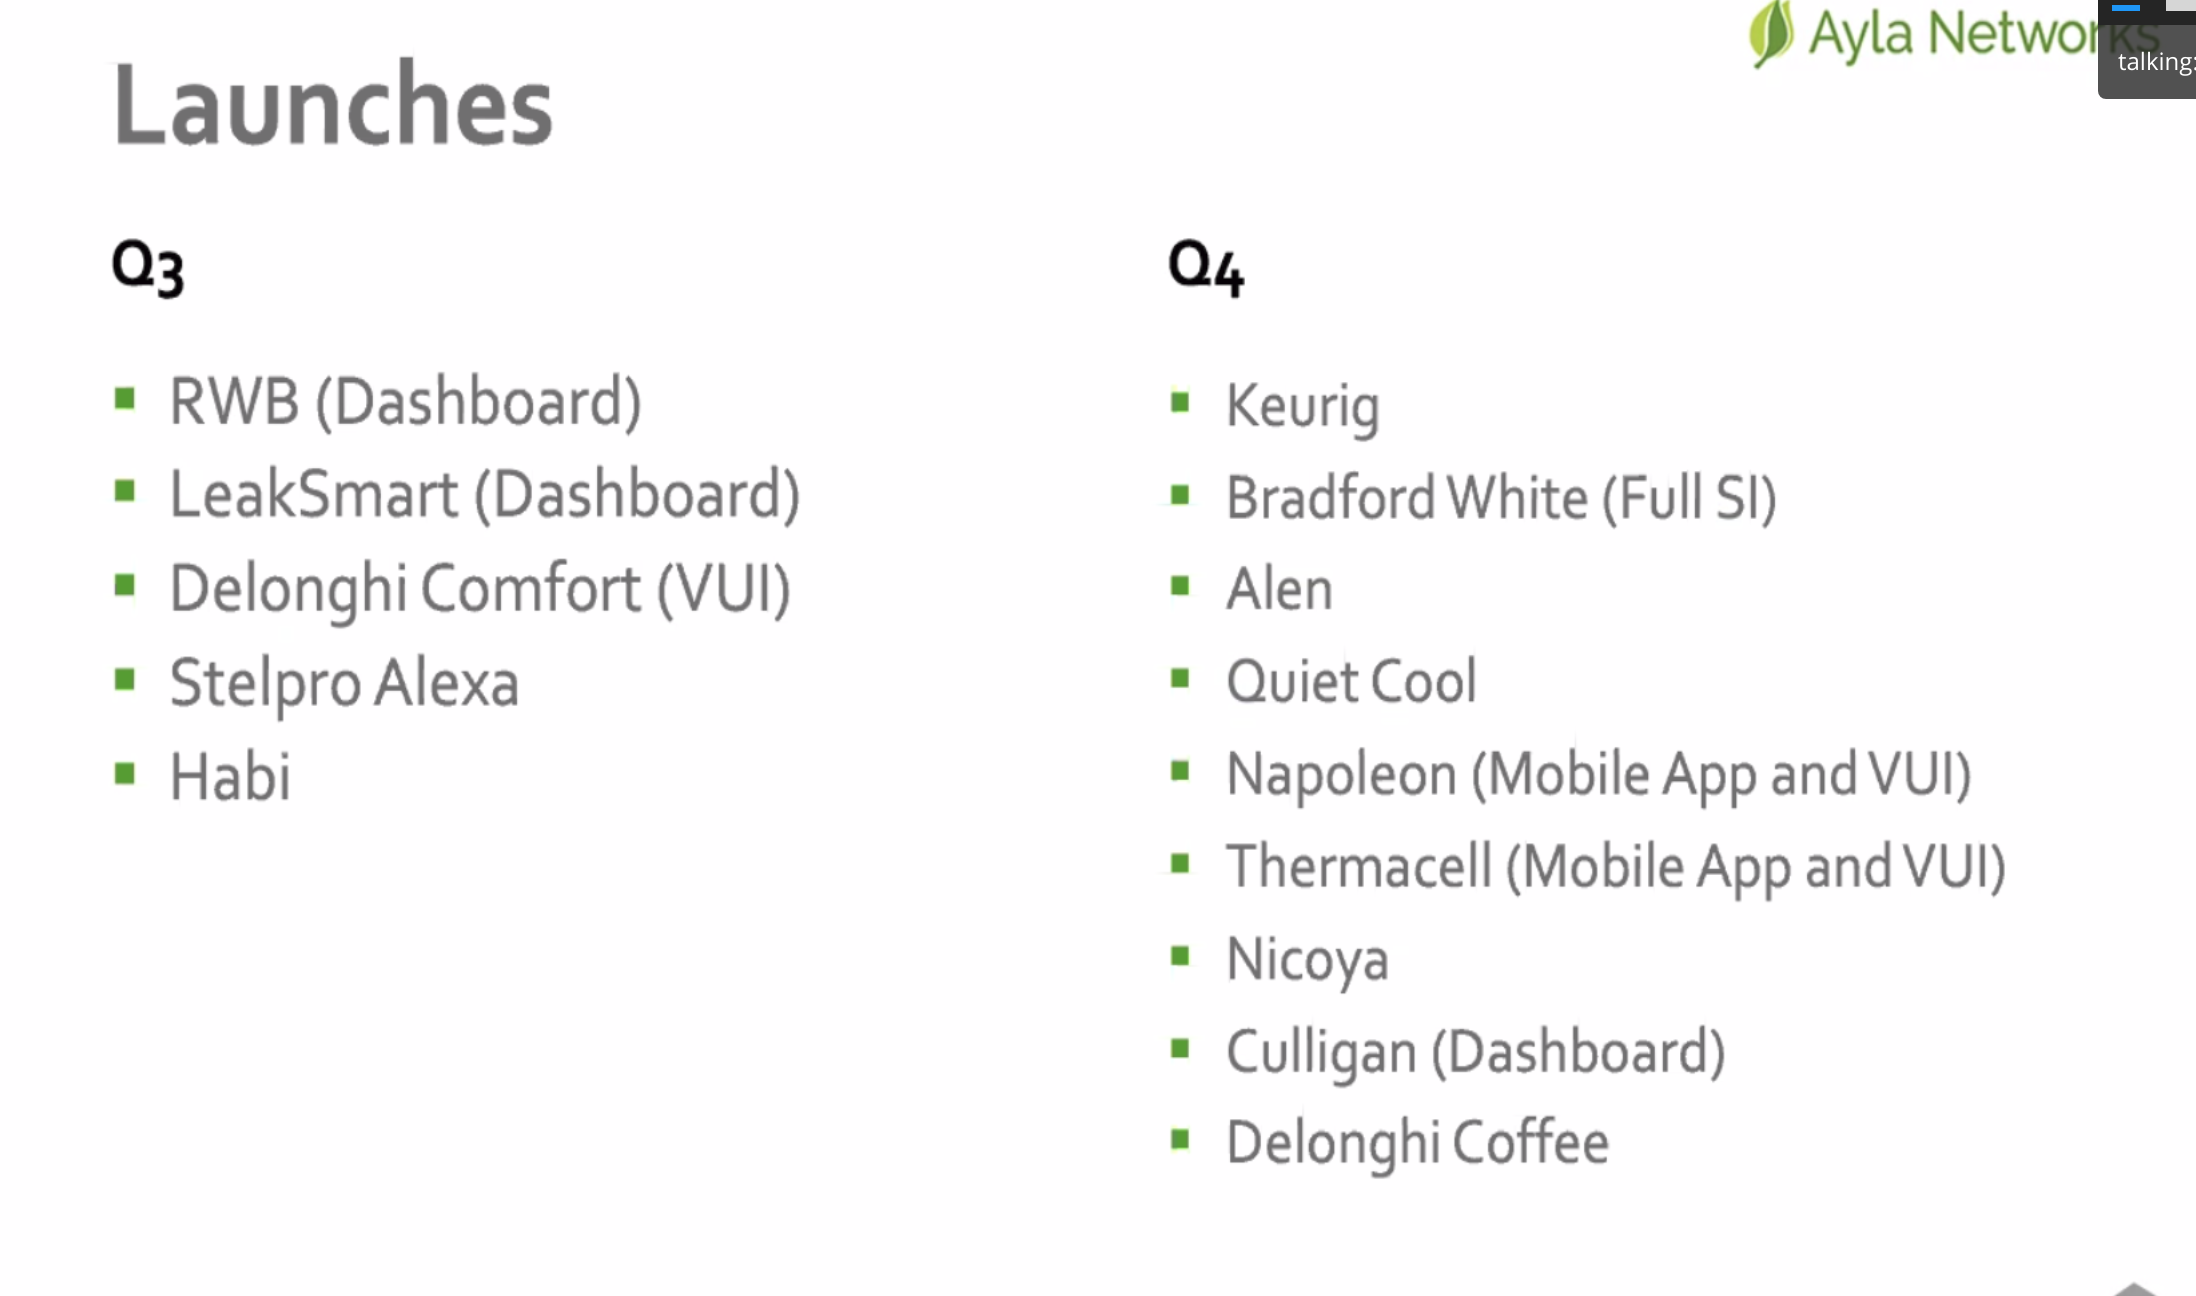 Ayla Networks
talking:
Launches
Q3
RWB (Dashboard)
LeakSmart (Dashboard)
Delonghi Comfort (VUI)
Stelpro Alexa
Habi
Q4
Keurig
Bradford White (Full SI)
Alen
Quiet Cool
Napoleon (Mobile App and VUI)
Thermacell (Mobile App and VUI)
Nicoya
Culligan (Dashboard)
Delonghi Coffee